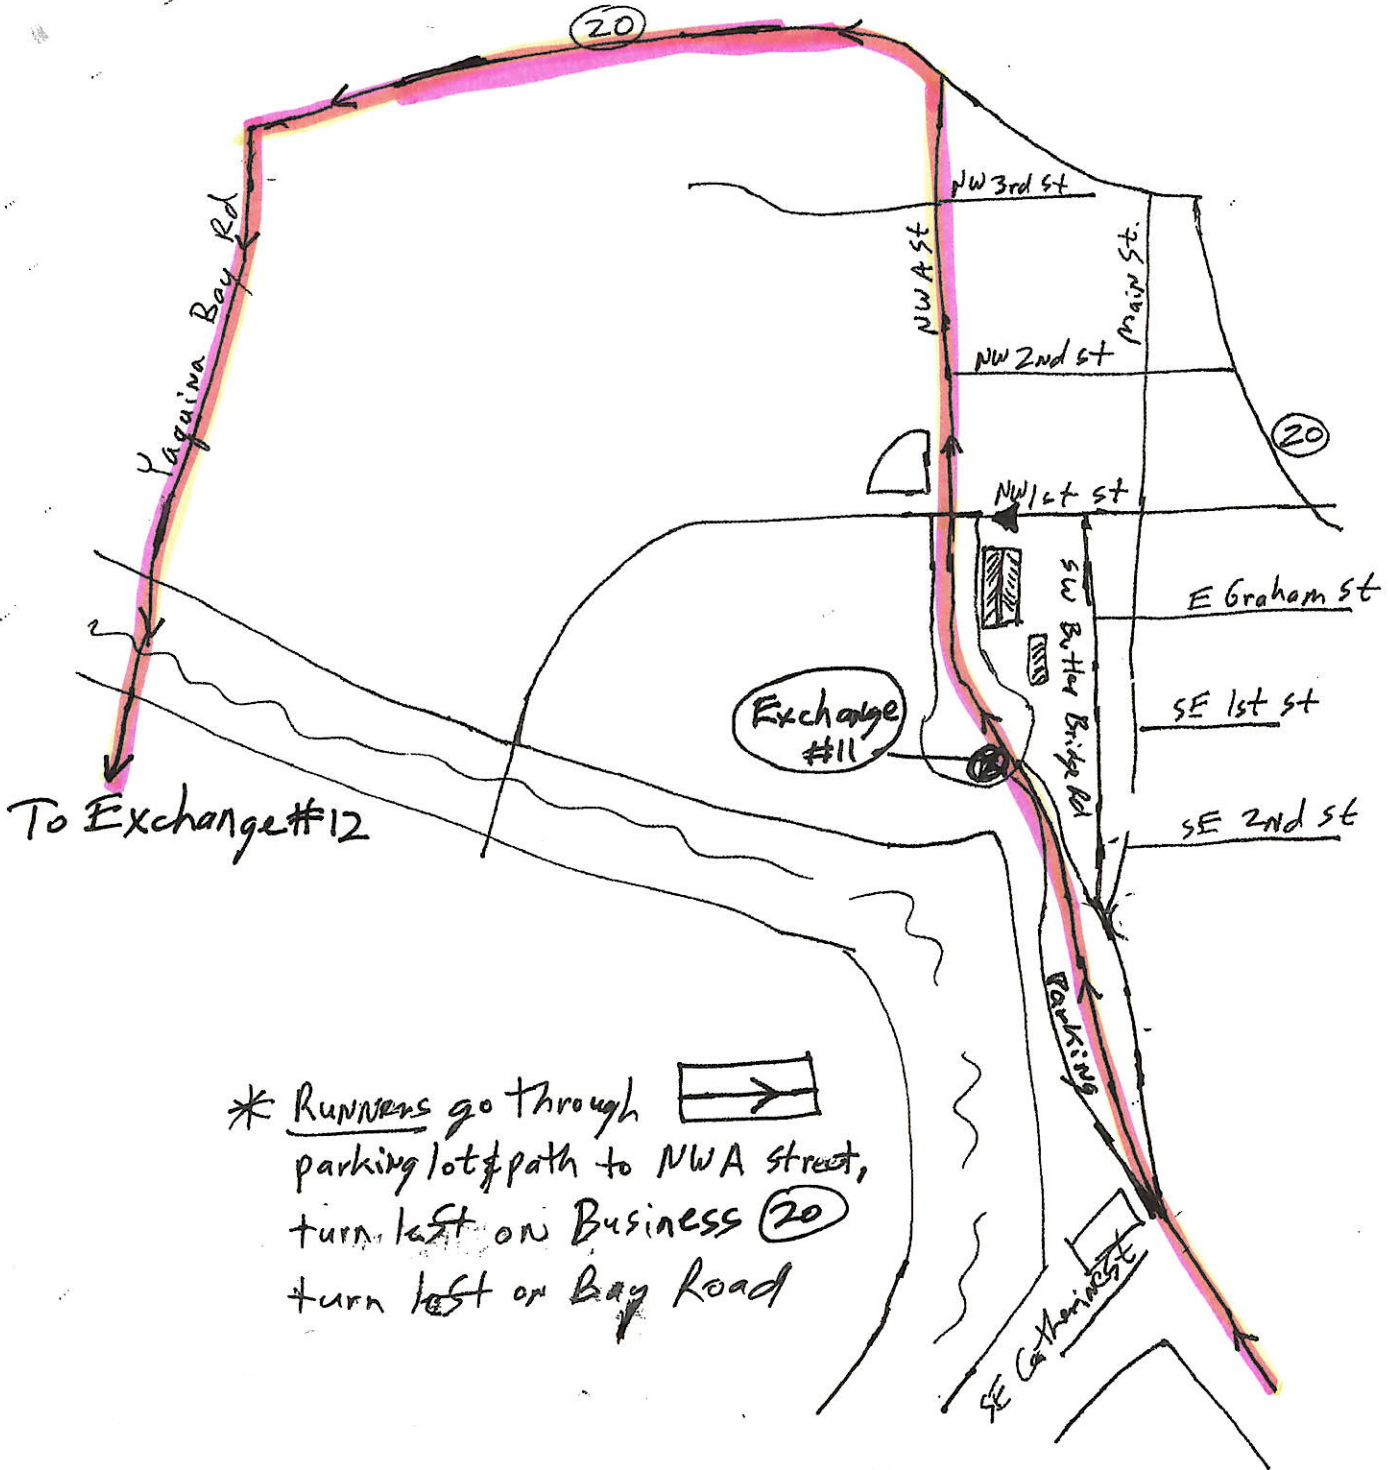 20
NW 3rd St
NW A St
Main St.
NW 2nd St
20
Yaquina Bay Rd
NW 1st St
SW Butler Bridge Rd
E Graham St
SE 1st St
Exchange
#11
SE 2nd St
To Exchange #12
Parking
* Runners go through
parking lot & path to NW A Street,
turn left on Business 20
turn left on Bay Road
SE Catherine St